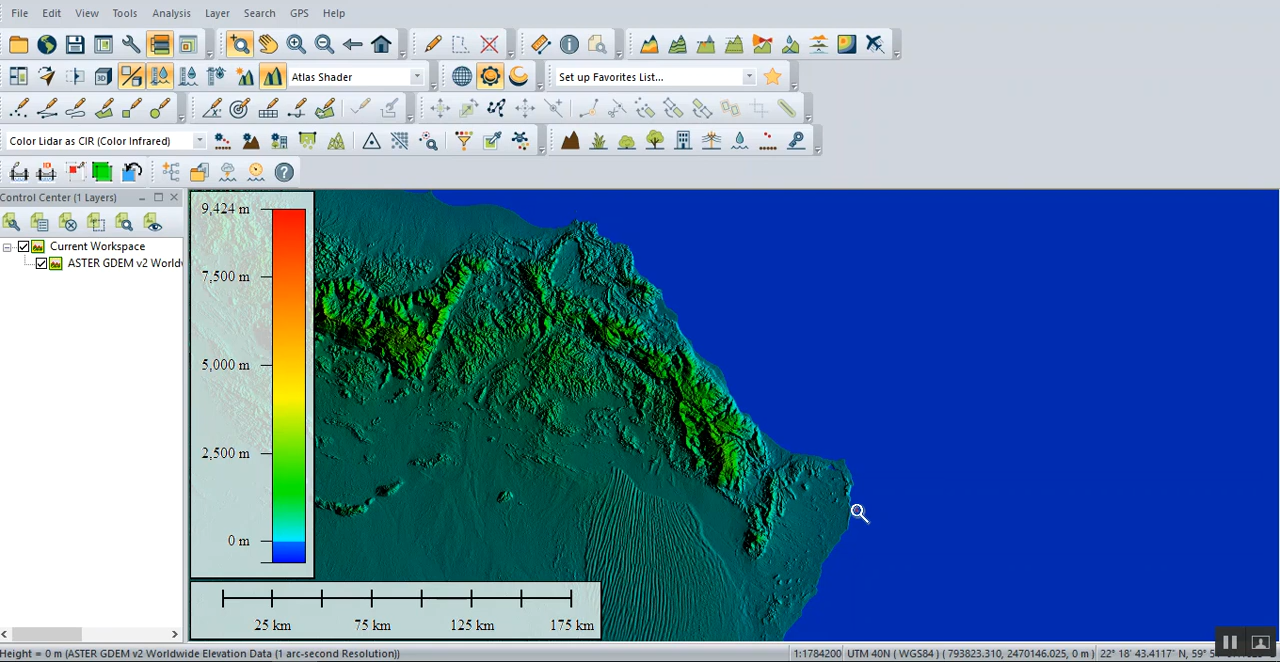 File Edit View Tools Analysis Layer Search GPS Help
Atlas Shader
Set up Favorites List...
Color Lidar as CIR (Color Infrared)
Control Center (1 Layers)
Current Workspace
ASTER GDEM v2 World
9,424 m
7,500 m
5,000 m
2,500 m
0 m
25 km 75 km 125 km 175 km
Height = 0 m (ASTER GDEM v2 Worldwide Elevation Data (1 arc-second Resolution)) 1:1784200 UTM 40N ( WGS84 ) ( 793823.310, 2470146.025, 0 m ) 22° 18' 43.4117" N, 59°